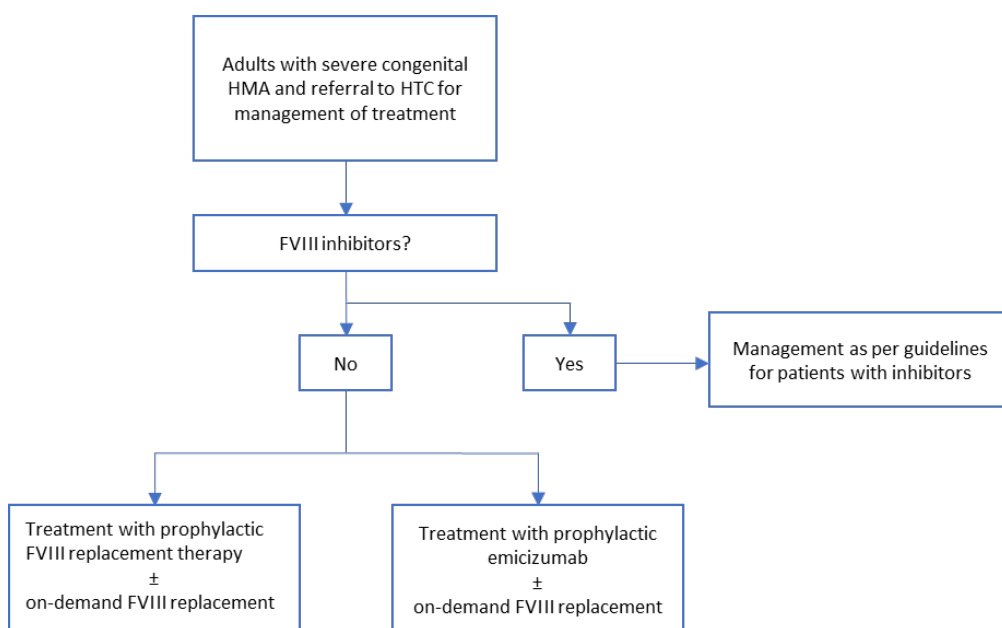 Adults with severe congenital
HMA and referral to HTC for
management of treatment
FVIII inhibitors?
No
Yes
Management as per guidelines
for patients with inhibitors
Treatment with prophylactic
FVIII replacement therapy
±
on-demand FVIII replacement
Treatment with prophylactic
emicizumab
±
on-demand FVIII replacement